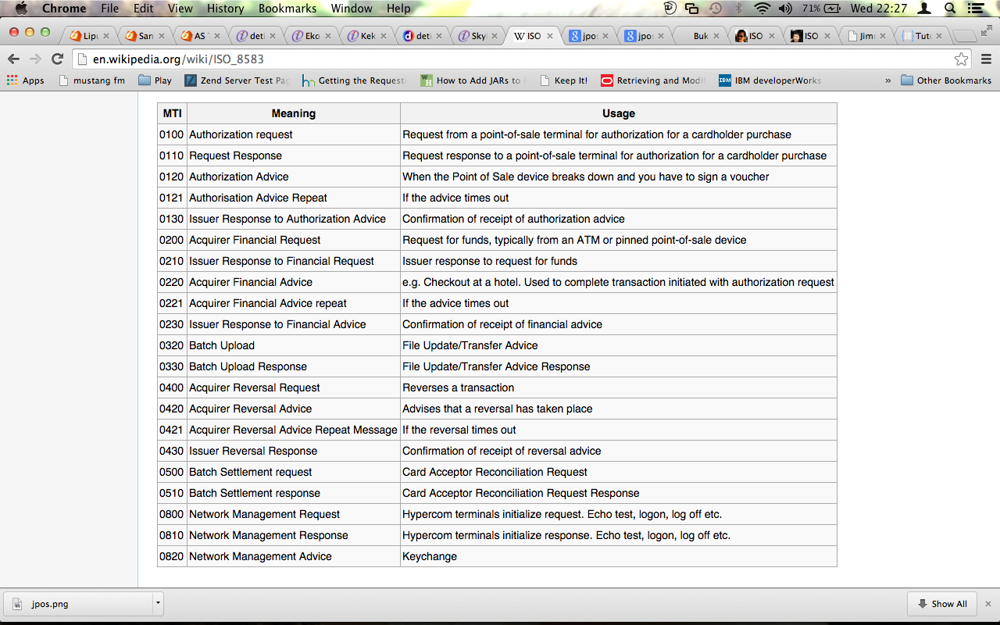 Chrome File Edit View History Bookmarks Window Help 71% Wed 22:27
Lip San AS deti Eko Kek deti Sky W ISO jpo jpo Buk ISO ISO Jim Tut
en.wikipedia.org/wiki/ISO_8583
Apps mustang fm Play Zend Server Test Pag Getting the Requesti How to Add JARs to Keep It! Retrieving and Modi IBM developerWorks » Other Bookmarks
MTI Meaning Usage
0100 Authorization request Request from a point-of-sale terminal for authorization for a cardholder purchase
0110 Request Response Request response to a point-of-sale terminal for authorization for a cardholder purchase
0120 Authorization Advice When the Point of Sale device breaks down and you have to sign a voucher
0121 Authorisation Advice Repeat If the advice times out
0130 Issuer Response to Authorization Advice Confirmation of receipt of authorization advice
0200 Acquirer Financial Request Request for funds, typically from an ATM or pinned point-of-sale device
0210 Issuer Response to Financial Request Issuer response to request for funds
0220 Acquirer Financial Advice e.g. Checkout at a hotel. Used to complete transaction initiated with authorization request
0221 Acquirer Financial Advice repeat If the advice times out
0230 Issuer Response to Financial Advice Confirmation of receipt of financial advice
0320 Batch Upload File Update/Transfer Advice
0330 Batch Upload Response File Update/Transfer Advice Response
0400 Acquirer Reversal Request Reverses a transaction
0420 Acquirer Reversal Advice Advises that a reversal has taken place
0421 Acquirer Reversal Advice Repeat Message If the reversal times out
0430 Issuer Reversal Response Confirmation of receipt of reversal advice
0500 Batch Settlement request Card Acceptor Reconciliation Request
0510 Batch Settlement response Card Acceptor Reconciliation Request Response
0800 Network Management Request Hypercom terminals initialize request. Echo test, logon, log off etc.
0810 Network Management Response Hypercom terminals initialize response. Echo test, logon, log off etc.
0820 Network Management Advice Keychange
jpos.png Show All